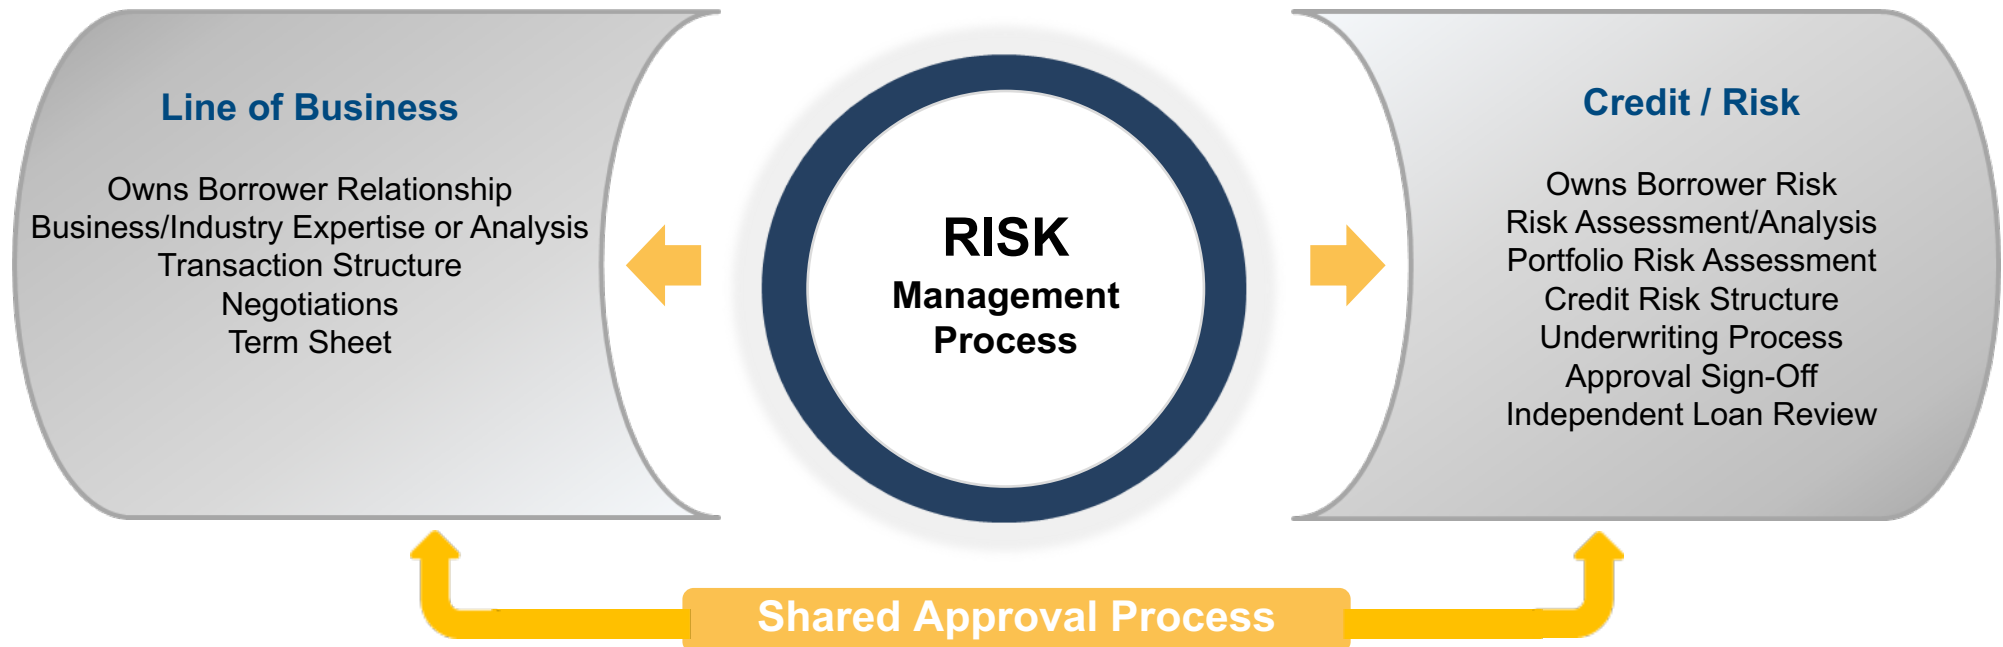 Line of Business
Owns Borrower Relationship
Business/Industry Expertise or Analysis
Transaction Structure
Negotiations
Term Sheet
RISK
Management
Process
Credit / Risk
Owns Borrower Risk
Risk Assessment/Analysis
Portfolio Risk Assessment
Credit Risk Structure
Underwriting Process
Approval Sign-Off
Independent Loan Review
Shared Approval Process